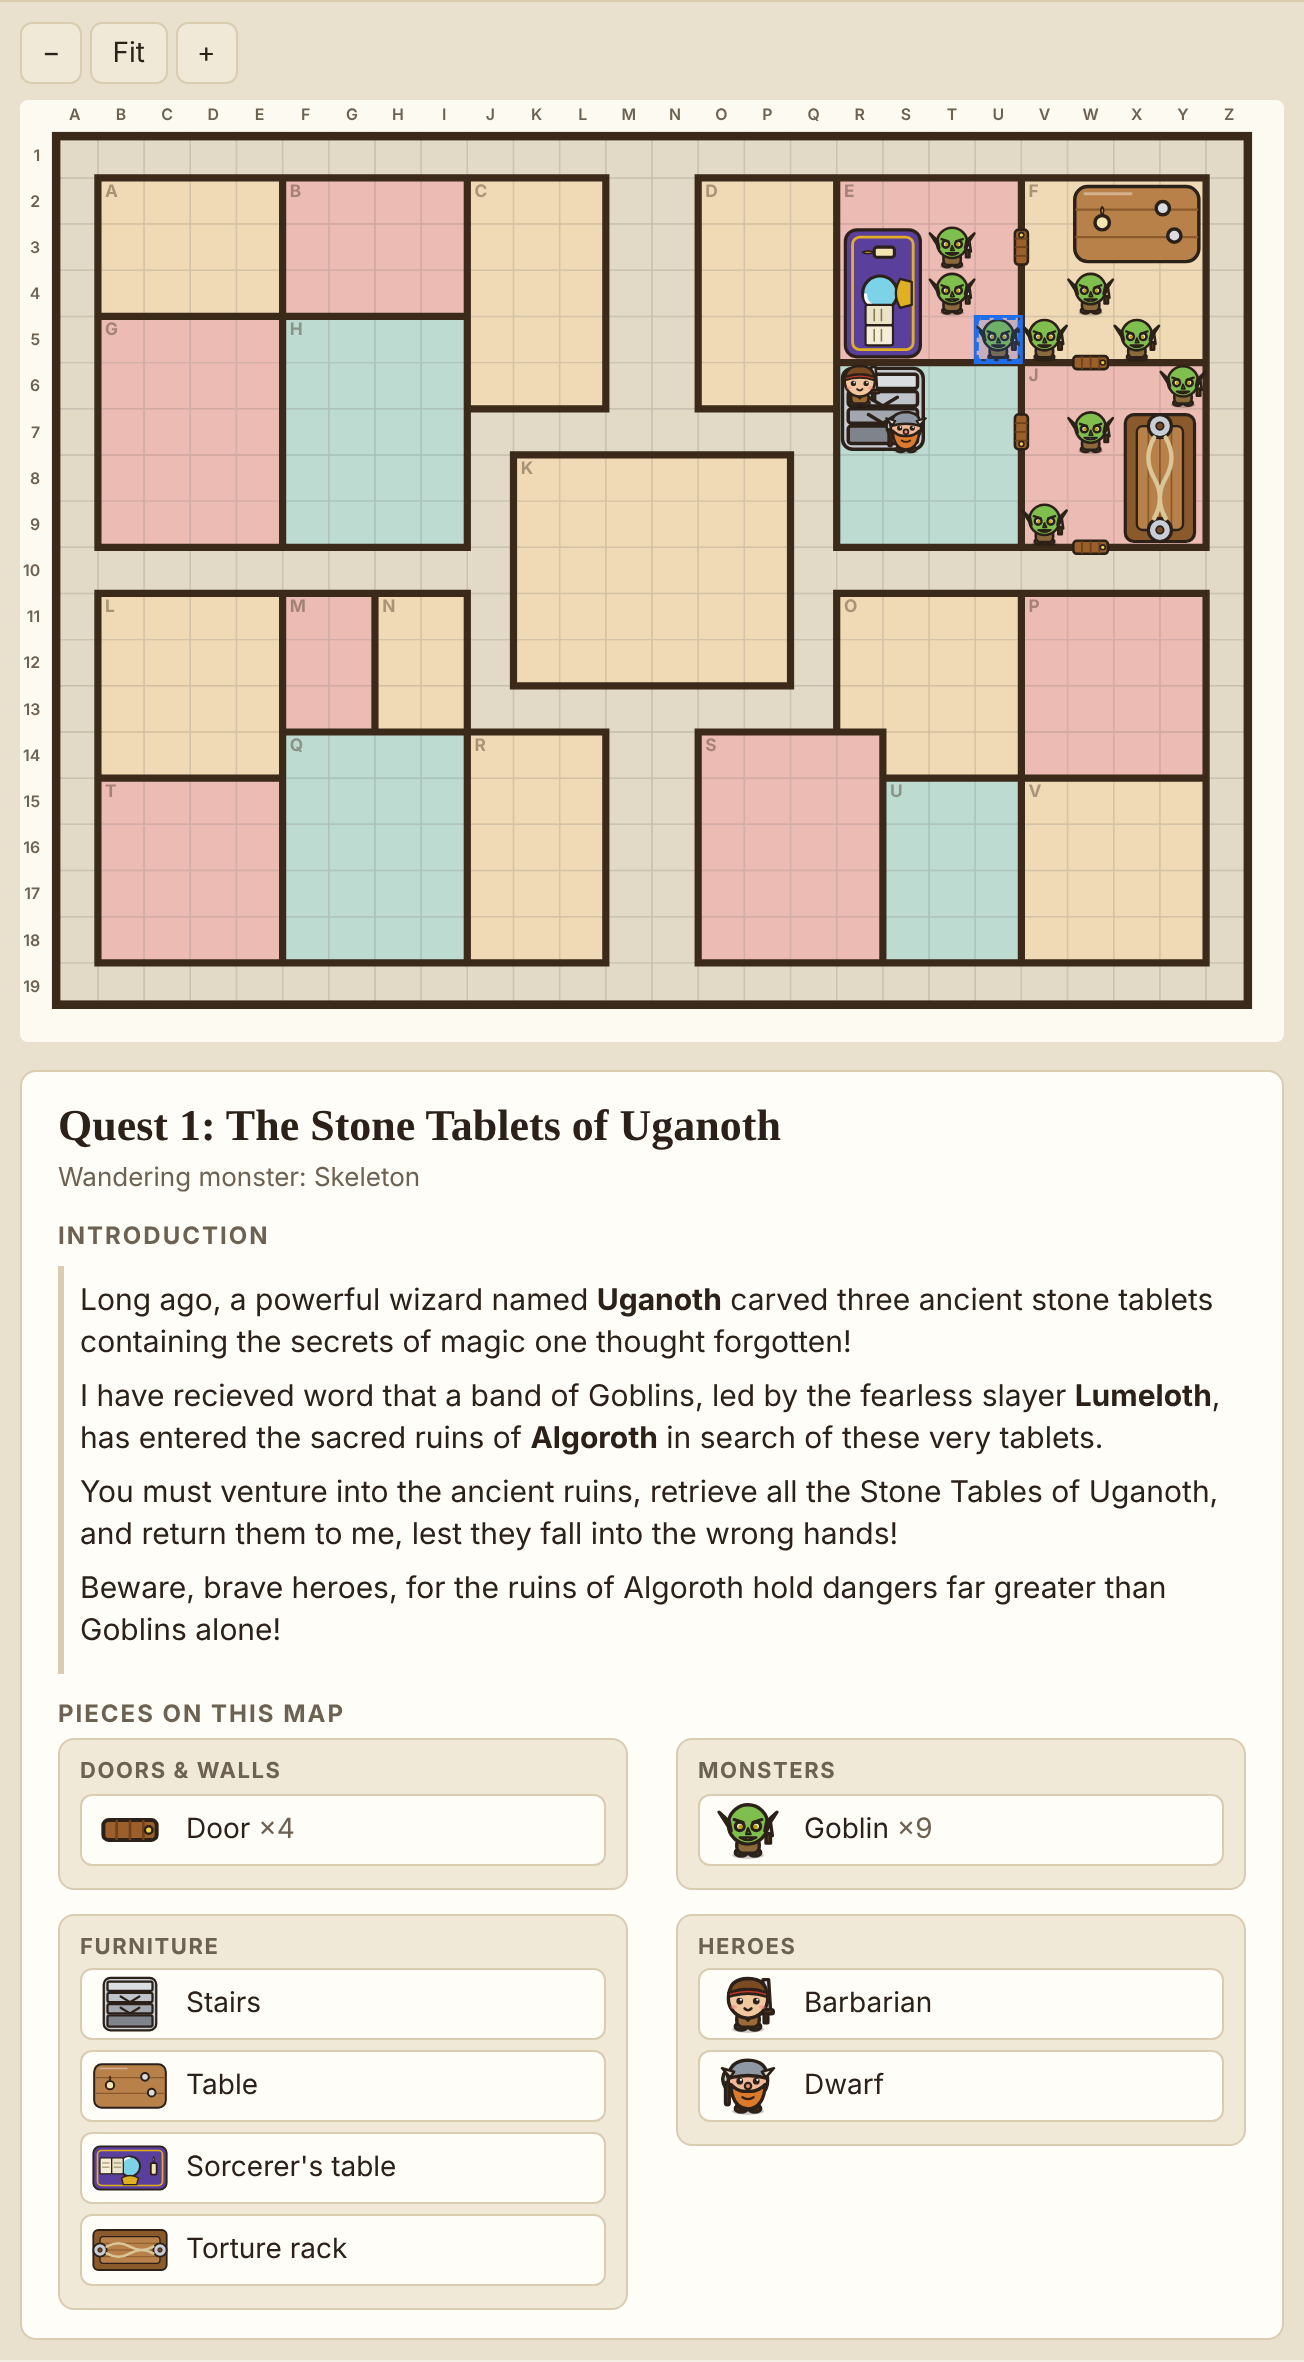 − Fit +
A B C D E F G H I J K L M N O P Q R S T U V W X Y Z
1
2
3
4
5
6
7
8
9
10
11
12
13
14
15
16
17
18
19
A B C D E F
G H J
K
L M N O P
Q R S
T U V
Quest 1: The Stone Tablets of Uganoth
Wandering monster: Skeleton
INTRODUCTION
Long ago, a powerful wizard named Uganoth carved three ancient stone tablets
containing the secrets of magic one thought forgotten!
I have recieved word that a band of Goblins, led by the fearless slayer Lumeloth,
has entered the sacred ruins of Algoroth in search of these very tablets.
You must venture into the ancient ruins, retrieve all the Stone Tables of Uganoth,
and return them to me, lest they fall into the wrong hands!
Beware, brave heroes, for the ruins of Algoroth hold dangers far greater than
Goblins alone!
PIECES ON THIS MAP
DOORS & WALLS
Door ×4
MONSTERS
Goblin ×9
FURNITURE
Stairs
Table
Sorcerer's table
Torture rack
HEROES
Barbarian
Dwarf